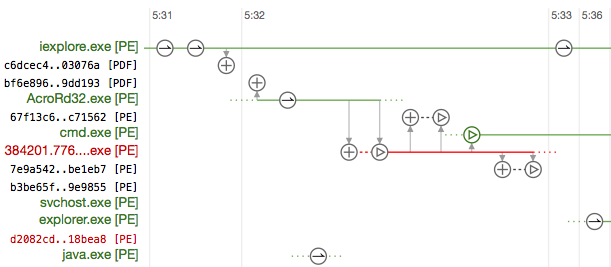 5:31 5:32 5:33 5:36
iexplore.exe [PE]
c6dcec4..03076a [PDF]
bf6e896..9dd193 [PDF]
AcroRd32.exe [PE]
67f13c6..c71562 [PE]
cmd.exe [PE]
384201.776....exe [PE]
7e9a542..be1eb7 [PE]
b3be65f..9e9855 [PE]
svchost.exe [PE]
explorer.exe [PE]
d2082cd..18bea8 [PE]
java.exe [PE]